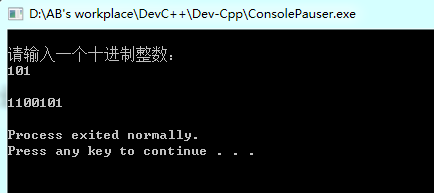 D:\AB's workplace\DevC++\Dev-Cpp\ConsolePauser.exe
请输入一个十进制整数：
101
1100101
Process exited normally.
Press any key to continue . . .